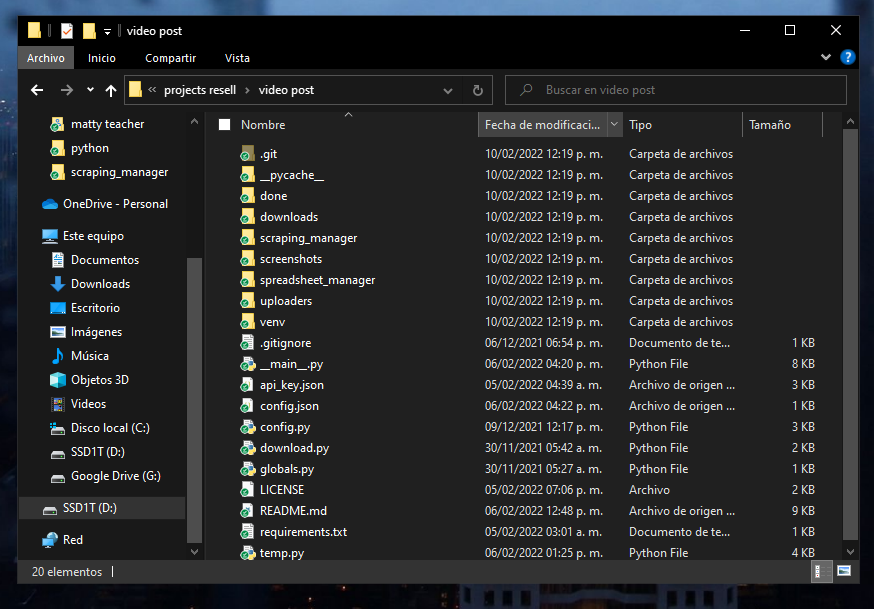 video post
Archivo Inicio Compartir Vista
« projects resell > video post Buscar en video post
matty teacher
python
scraping_manager
OneDrive - Personal
Este equipo
Documentos
Downloads
Escritorio
Imágenes
Música
Objetos 3D
Videos
Disco local (C:)
SSD1T (D:)
Google Drive (G:)
SSD1T (D:)
Red
Nombre Fecha de modificaci... Tipo Tamaño
.git 10/02/2022 12:19 p. m. Carpeta de archivos
__pycache__ 10/02/2022 12:19 p. m. Carpeta de archivos
done 10/02/2022 12:19 p. m. Carpeta de archivos
downloads 10/02/2022 12:19 p. m. Carpeta de archivos
scraping_manager 10/02/2022 12:19 p. m. Carpeta de archivos
screenshots 10/02/2022 12:19 p. m. Carpeta de archivos
spreadsheet_manager 10/02/2022 12:19 p. m. Carpeta de archivos
uploaders 10/02/2022 12:19 p. m. Carpeta de archivos
venv 10/02/2022 12:19 p. m. Carpeta de archivos
.gitignore 06/12/2021 06:54 p. m. Documento de te... 1 KB
__main__.py 06/02/2022 04:20 p. m. Python File 8 KB
api_key.json 05/02/2022 04:39 a. m. Archivo de origen ... 3 KB
config.json 06/02/2022 04:22 p. m. Archivo de origen ... 1 KB
config.py 09/12/2021 12:17 p. m. Python File 3 KB
download.py 30/11/2021 05:42 a. m. Python File 2 KB
globals.py 30/11/2021 05:27 a. m. Python File 1 KB
LICENSE 05/02/2022 07:06 p. m. Archivo 2 KB
README.md 06/02/2022 12:48 p. m. Archivo de origen ... 9 KB
requirements.txt 05/02/2022 03:01 a. m. Documento de te... 1 KB
temp.py 06/02/2022 01:25 p. m. Python File 4 KB
20 elementos